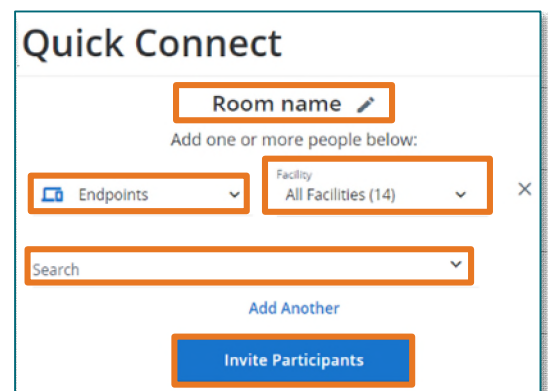 Quick Connect
Room name
Add one or more people below:
Endpoints
Facility
All Facilities (14)
Search
Add Another
Invite Participants